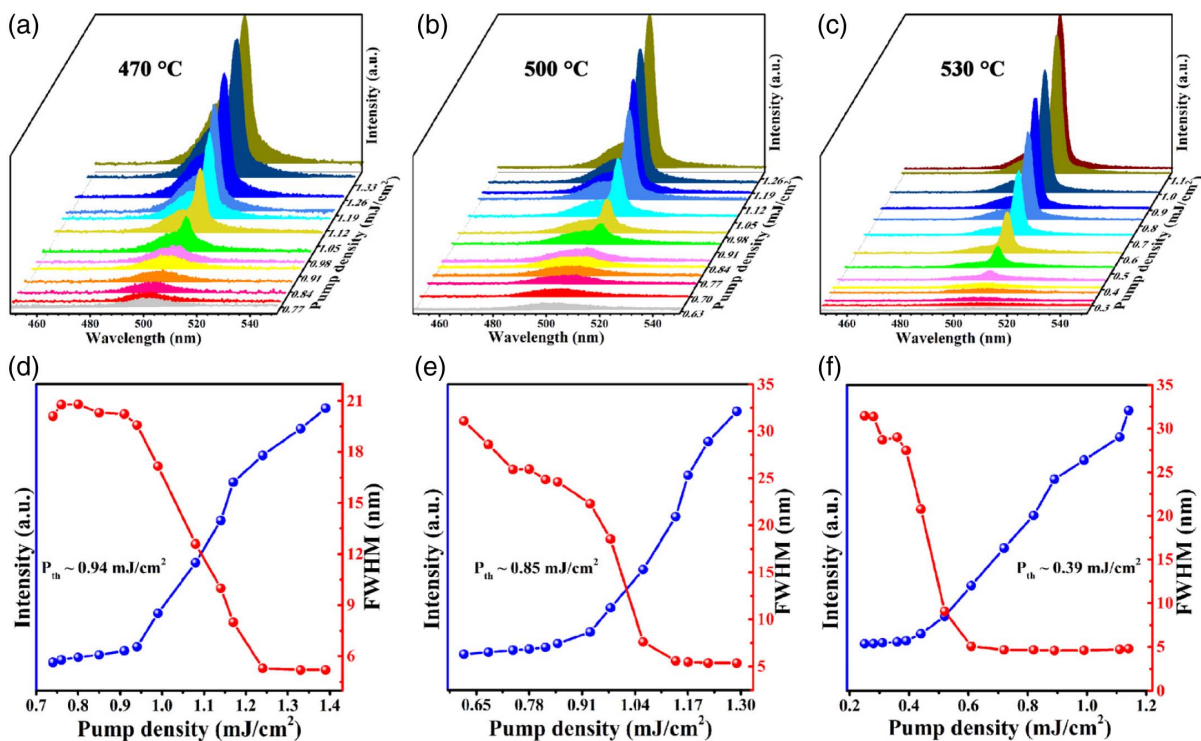 (a)
470 °C
Intensity (a.u.)
1.33
1.26
1.19
1.12
1.05
0.98
0.91
0.84
0.77
Pump density (mJ/cm²)
460 480 500 520 540
Wavelength (nm)
(b)
500 °C
Intensity (a.u.)
1.26
1.19
1.12
1.05
0.98
0.91
0.84
0.77
0.70
0.63
Pump density (mJ/cm²)
460 480 500 520 540
Wavelength (nm)
(c)
530 °C
Intensity (a.u.)
1.1
1.0
0.9
0.8
0.7
0.6
0.5
0.4
0.3
Pump density (mJ/cm²)
460 480 500 520 540
Wavelength (nm)
(d)
Intensity (a.u.)
P_th ~ 0.94 mJ/cm²
21
18
15
12
9
6
FWHM (nm)
0.7 0.8 0.9 1.0 1.1 1.2 1.3 1.4
Pump density (mJ/cm²)
(e)
Intensity (a.u.)
P_th ~ 0.85 mJ/cm²
35
30
25
20
15
10
5
FWHM (nm)
0.65 0.78 0.91 1.04 1.17 1.30
Pump density (mJ/cm²)
(f)
Intensity (a.u.)
P_th ~ 0.39 mJ/cm²
35
30
25
20
15
10
5
0
FWHM (nm)
0.2 0.4 0.6 0.8 1.0 1.2
Pump density (mJ/cm²)